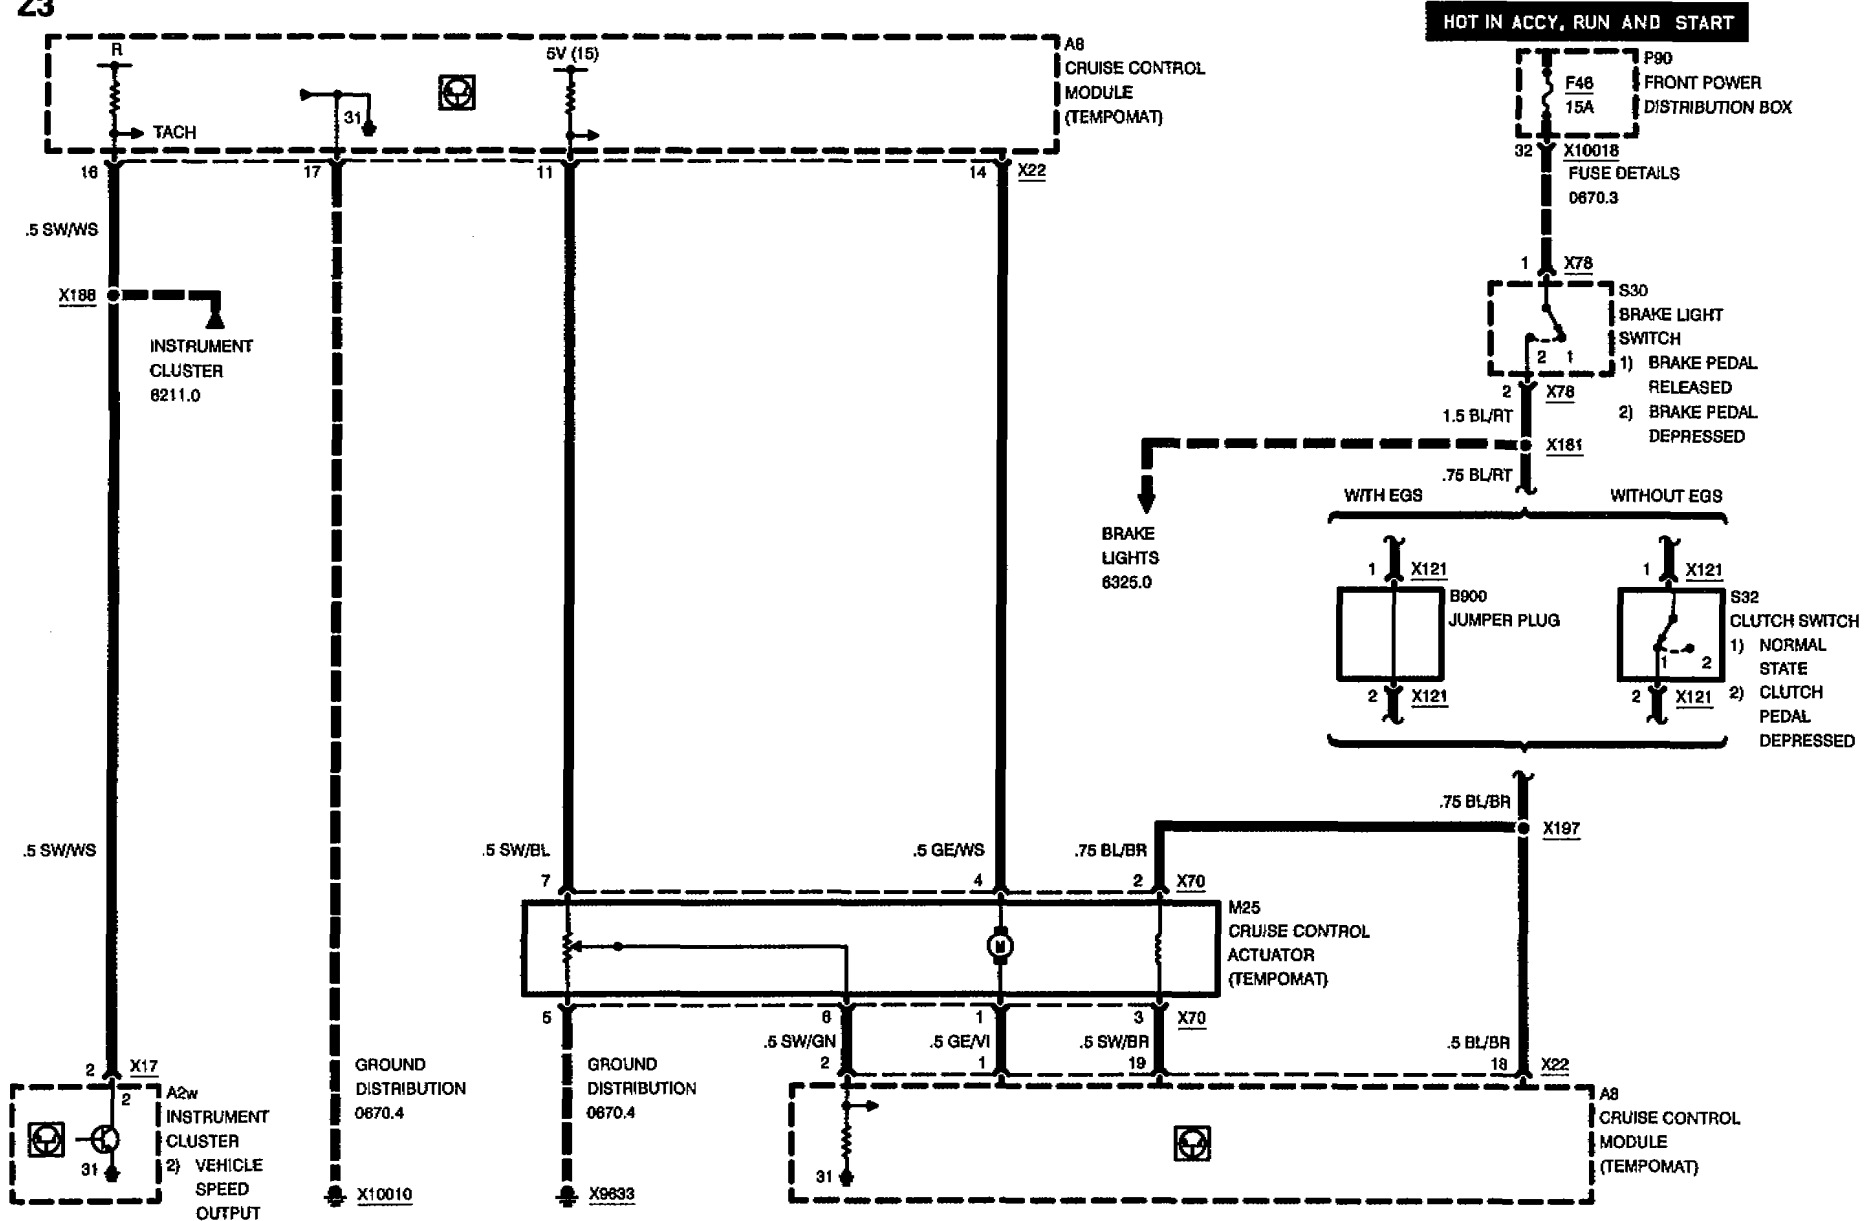 Z3
HOT IN ACCY, RUN AND START
R
5V (15)
31
TACH
A8
CRUISE CONTROL
MODULE
(TEMPOMAT)
F46
15A
P90
FRONT POWER
DISTRIBUTION BOX
16
17
11
14
X22
32
X10018
FUSE DETAILS
0670.3
.5 SW/WS
X188
INSTRUMENT
CLUSTER
6211.0
1
X78
S30
BRAKE LIGHT
SWITCH
1) BRAKE PEDAL
RELEASED
2) BRAKE PEDAL
DEPRESSED
2
1
2
X78
1.5 BL/RT
X181
.75 BL/RT
BRAKE
LIGHTS
6325.0
WITH EGS
WITHOUT EGS
1
X121
B900
JUMPER PLUG
2
X121
1
X121
S32
CLUTCH SWITCH
1) NORMAL
STATE
2) CLUTCH
PEDAL
DEPRESSED
1
2
2
X121
.75 BL/BR
X197
.5 SW/WS
.5 SW/BL
.5 GE/WS
.75 BL/BR
7
4
2
X70
M25
CRUISE CONTROL
ACTUATOR
(TEMPOMAT)
M
5
6
1
3
X70
.5 SW/GN
.5 GE/VI
.5 SW/BR
.5 BL/BR
2
1
19
18
X22
A8
CRUISE CONTROL
MODULE
(TEMPOMAT)
31
2
X17
A2w
INSTRUMENT
CLUSTER
2) VEHICLE
SPEED
OUTPUT
2
31
GROUND
DISTRIBUTION
0670.4
X10010
GROUND
DISTRIBUTION
0670.4
X9633